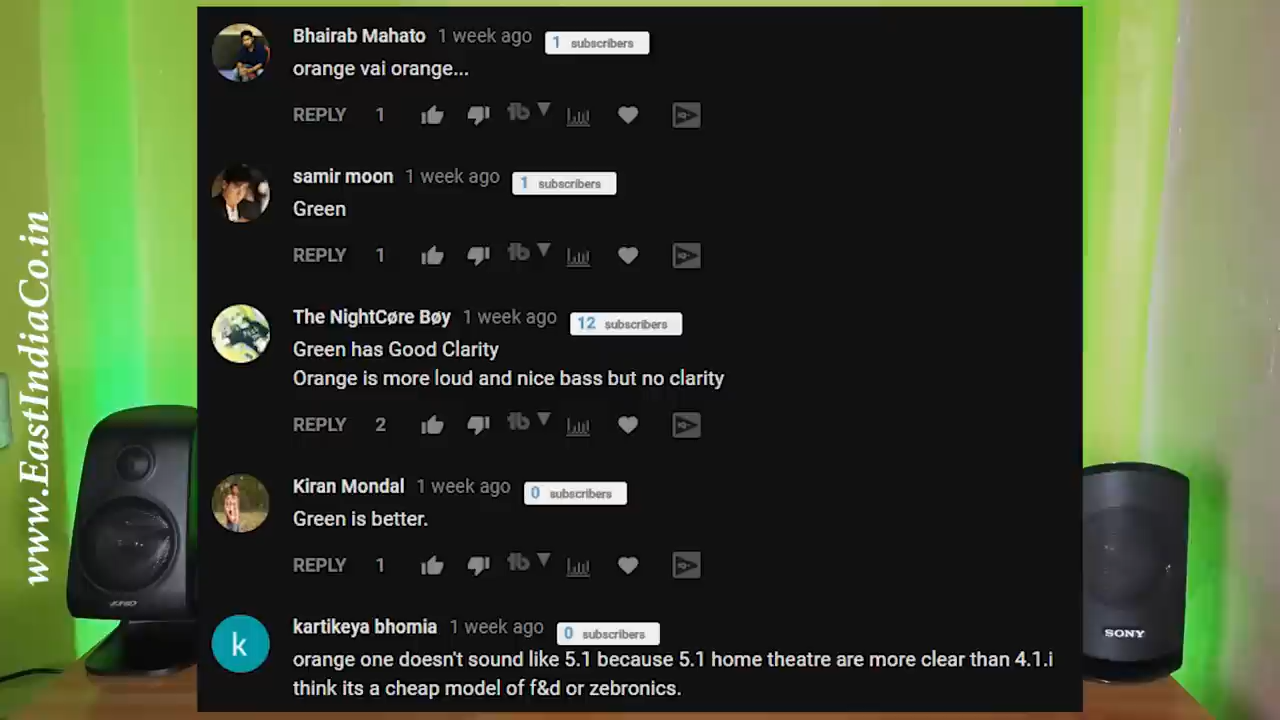 Bhairab Mahato 1 week ago 1 subscribers
orange vai orange...
REPLY 1
samir moon 1 week ago 1 subscribers
Green
REPLY 1
The NightCøre Bøy 1 week ago 12 subscribers
Green has Good Clarity
Orange is more loud and nice bass but no clarity
REPLY 2
Kiran Mondal 1 week ago 0 subscribers
Green is better.
REPLY 1
k
kartikeya bhomia 1 week ago 0 subscribers
orange one doesn't sound like 5.1 because 5.1 home theatre are more clear than 4.1.i
think its a cheap model of f&d or zebronics.
www.EastIndiaCo.in
SONY